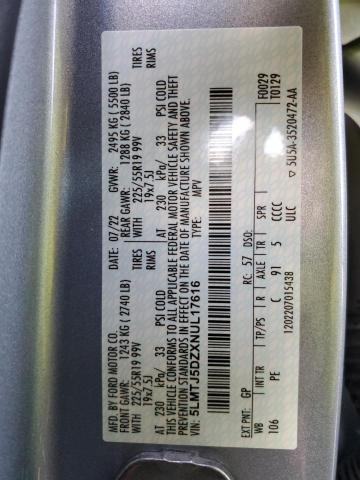 MFD. BY FORD MOTOR CO.
DATE: 07/22 GVWR: 2495 KG (5500 LB)
FRONT GAWR: 1243 KG (2740 LB) REAR GAWR: 1288 KG (2840 LB)
WITH 225/55R19 99V TIRES WITH 225/55R19 99V TIRES
19x7.5J RIMS 19x7.5J RIMS
AT 230 kPa/ 33 PSI COLD AT 230 kPa/ 33 PSI COLD
THIS VEHICLE CONFORMS TO ALL APPLICABLE FEDERAL MOTOR VEHICLE SAFETY AND THEFT
PREVENTION STANDARDS IN EFFECT ON THE DATE OF MANUFACTURE SHOWN ABOVE.
VIN: 5LMTJ5DZXNUL17616 TYPE: MPV
F0029
T0129
EXT PNT: GP RC: 57 DSO:
WB INT TR TP/PS R AXLE TR SPR
106 PE C 91 5 CCCC
ULC
120220701543B
▽ 5U5A-3520472-AA